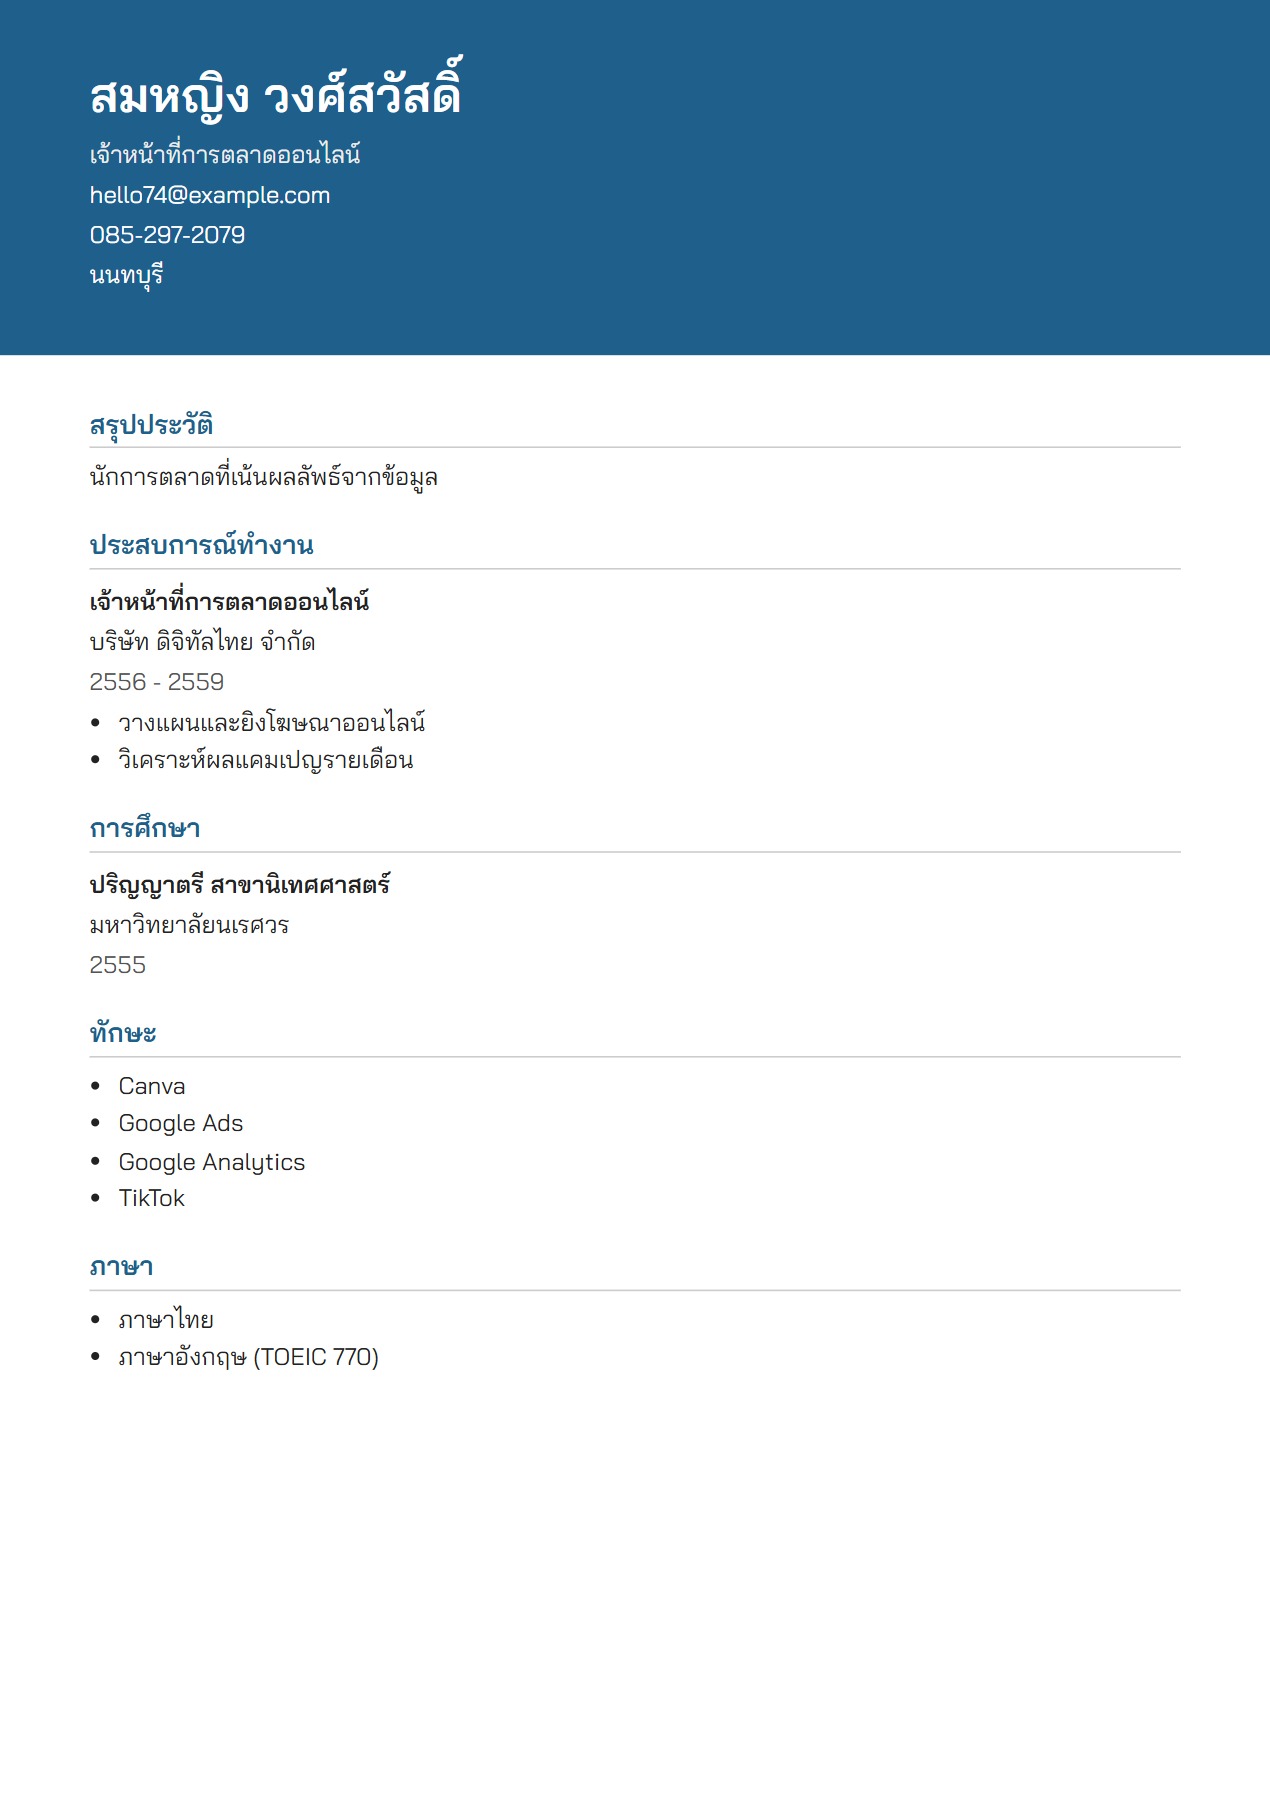 สมหญิง วงศ์สวัสดิ์
เจ้าหน้าที่การตลาดออนไลน์
hello74@example.com
085-297-2079
นนทบุรี
สรุปประวัติ
นักการตลาดที่เน้นผลลัพธ์จากข้อมูล
ประสบการณ์ทำงาน
เจ้าหน้าที่การตลาดออนไลน์
บริษัท ดิจิทัลไทย จำกัด
2556 - 2559
• วางแผนและยิงโฆษณาออนไลน์
• วิเคราะห์ผลแคมเปญรายเดือน
การศึกษา
ปริญญาตรี สาขานิเทศศาสตร์
มหาวิทยาลัยนเรศวร
2555
ทักษะ
• Canva
• Google Ads
• Google Analytics
• TikTok
ภาษา
• ภาษาไทย
• ภาษาอังกฤษ (TOEIC 770)